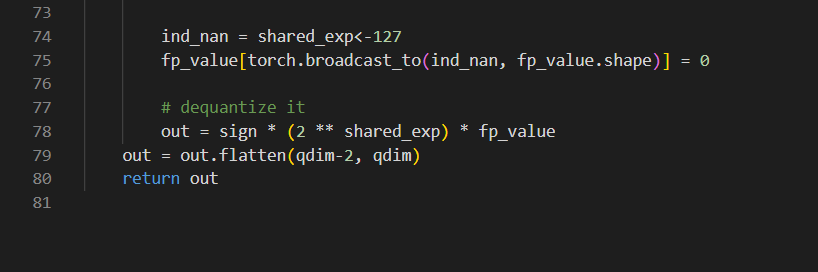 73
74 ind_nan = shared_exp<-127
75 fp_value[torch.broadcast_to(ind_nan, fp_value.shape)] = 0
76
77 # dequantize it
78 out = sign * (2 ** shared_exp) * fp_value
79 out = out.flatten(qdim-2, qdim)
80 return out
81